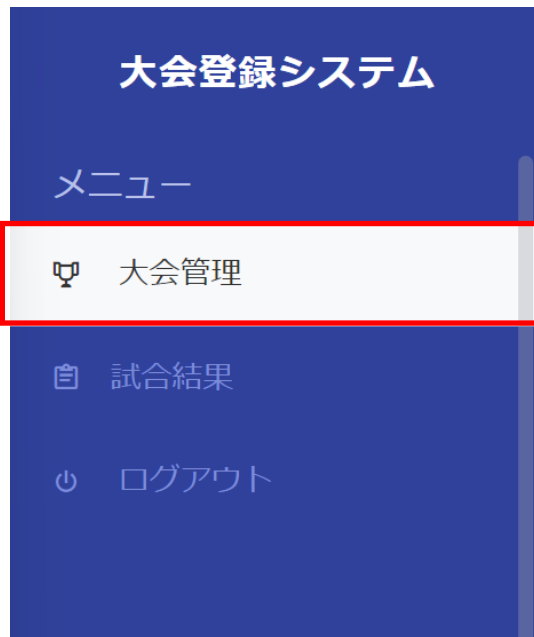 大会登録システム
メニュー
大会管理
試合結果
ログアウト